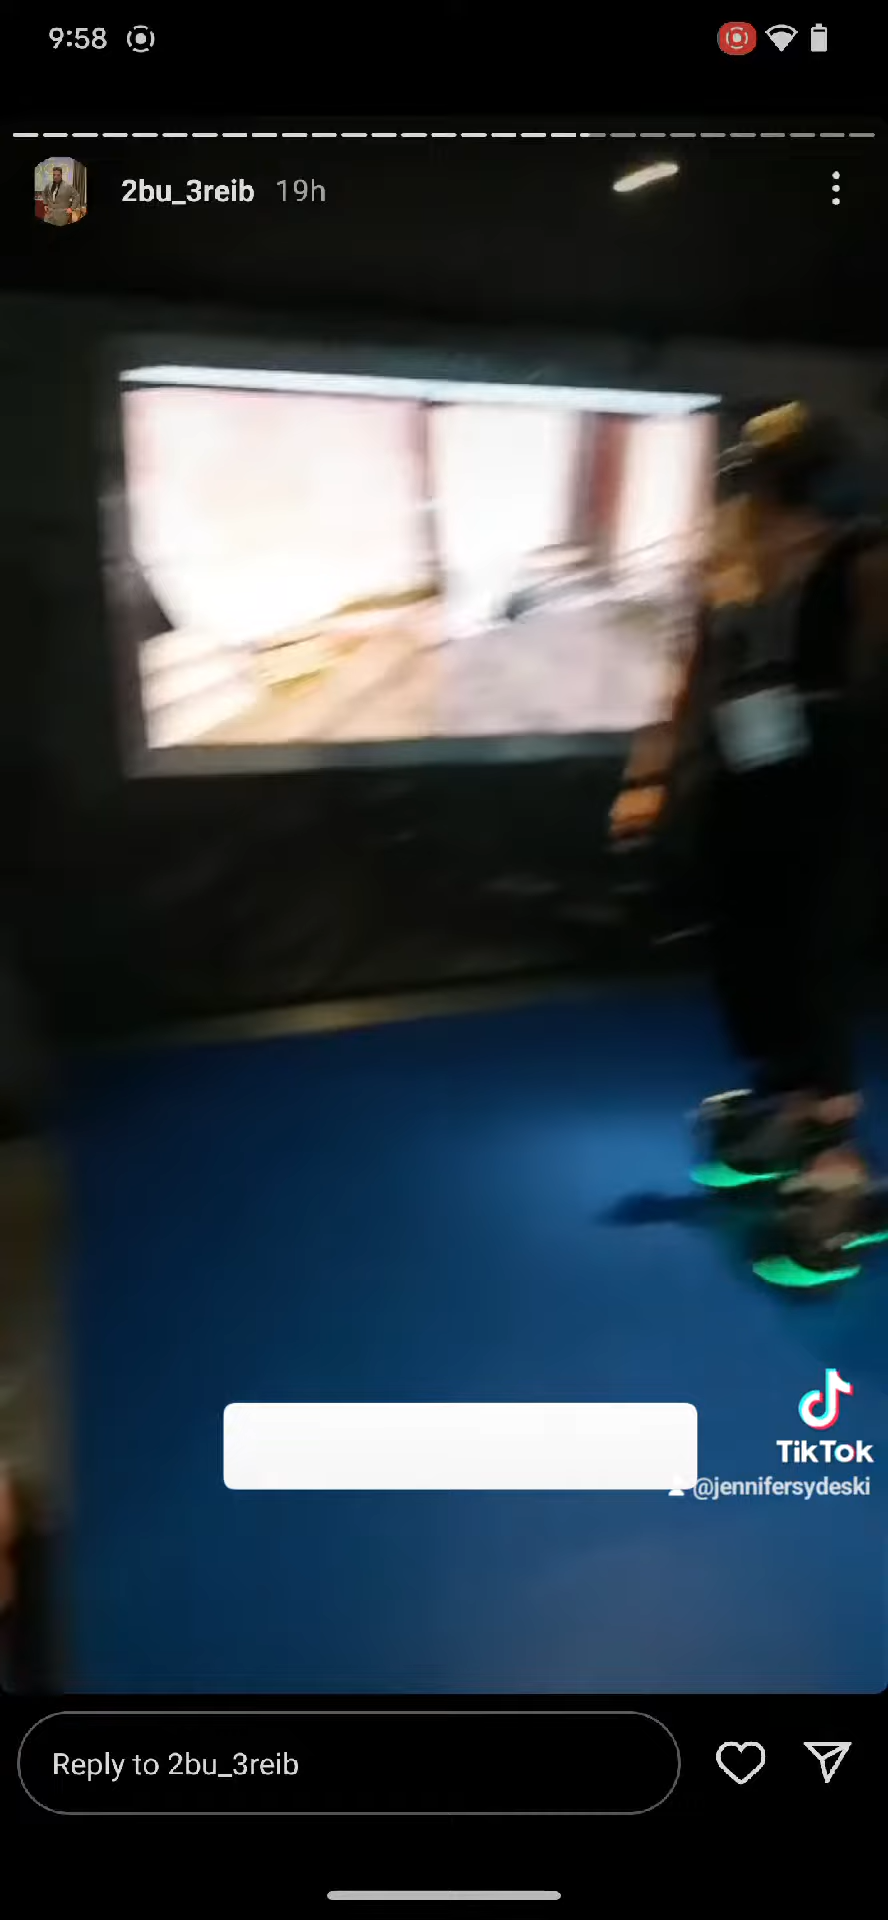 9:58
2bu_3reib 19h
TikTok
@jennifersydeski
Reply to 2bu_3reib